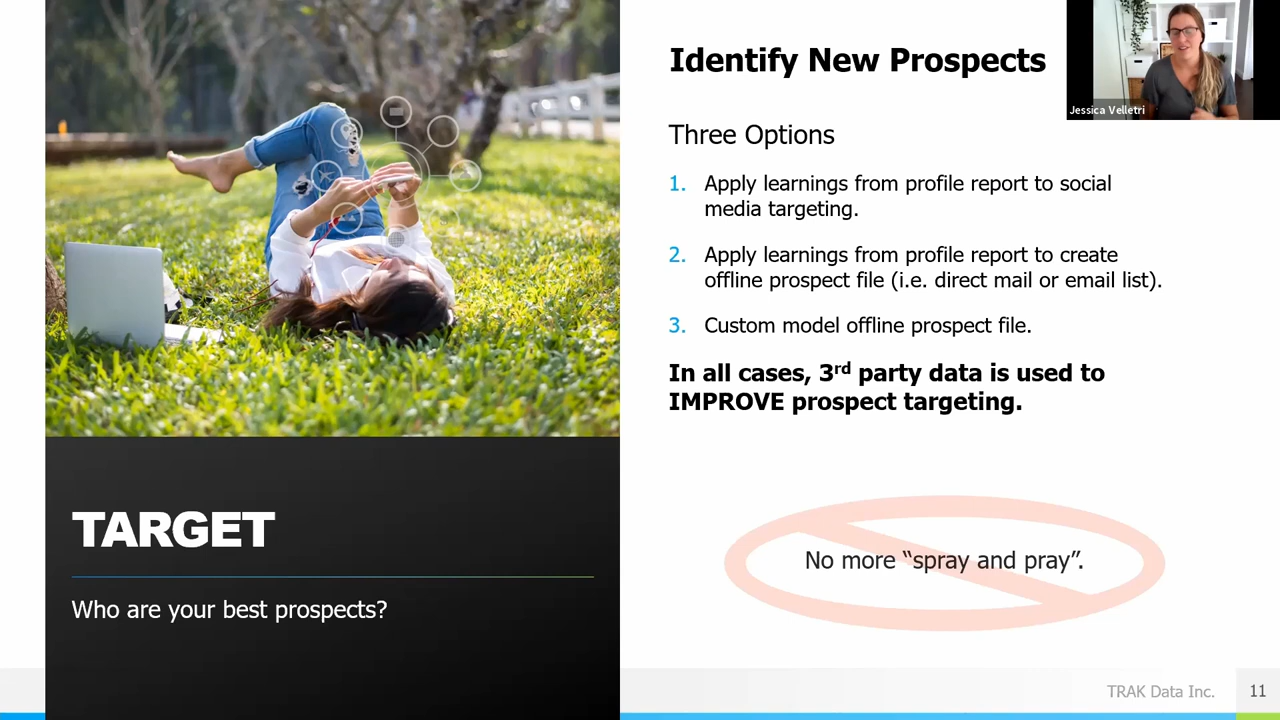 Identify New Prospects
Jessica Velletri
Three Options
1. Apply learnings from profile report to social
media targeting.
2. Apply learnings from profile report to create
offline prospect file (i.e. direct mail or email list).
3. Custom model offline prospect file.
In all cases, 3rd party data is used to
IMPROVE prospect targeting.
No more “spray and pray”.
TARGET
Who are your best prospects?
TRAK Data Inc.
11